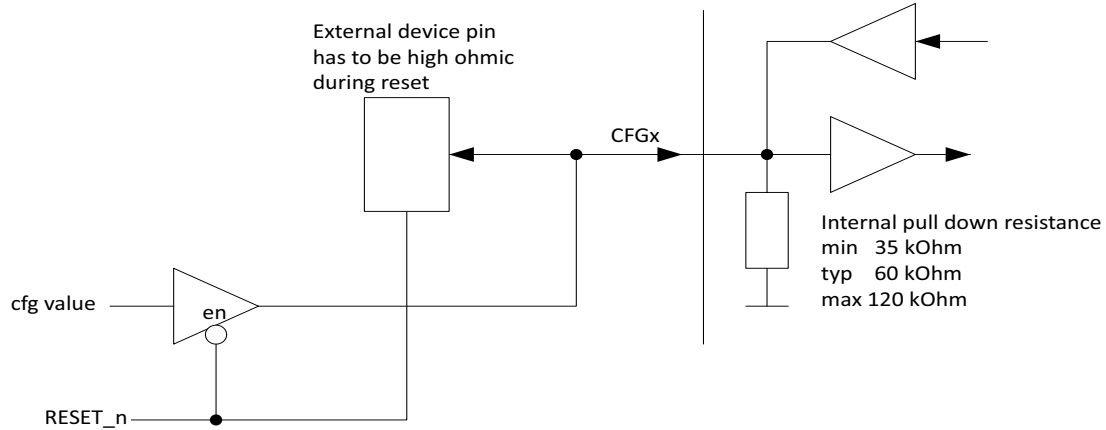 External device pin
has to be high ohmic
during reset
CFGx
Internal pull down resistance
min 35 kOhm
typ 60 kOhm
max 120 kOhm
cfg value
en
RESET_n